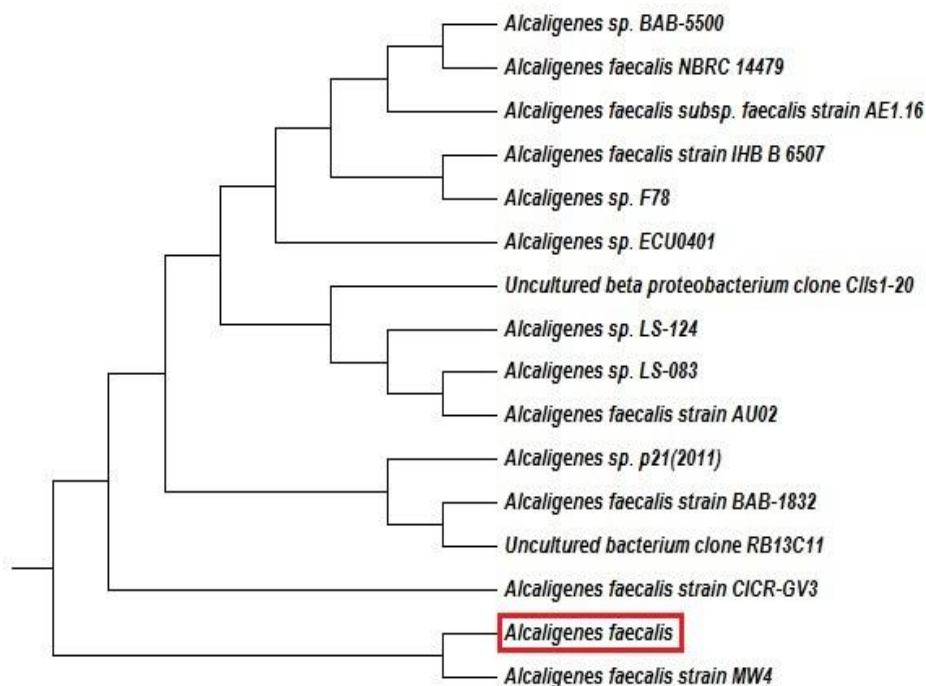 Alcaligenes sp. BAB-5500
Alcaligenes faecalis NBRC 14479
Alcaligenes faecalis subsp. faecalis strain AE1.16
Alcaligenes faecalis strain IHB B 6507
Alcaligenes sp. F78
Alcaligenes sp. ECU0401
Uncultured beta proteobacterium clone CIIs1-20
Alcaligenes sp. LS-124
Alcaligenes sp. LS-083
Alcaligenes faecalis strain AU02
Alcaligenes sp. p21(2011)
Alcaligenes faecalis strain BAB-1832
Uncultured bacterium clone RB13C11
Alcaligenes faecalis strain CICR-GV3
Alcaligenes faecalis
Alcaligenes faecalis strain MW4